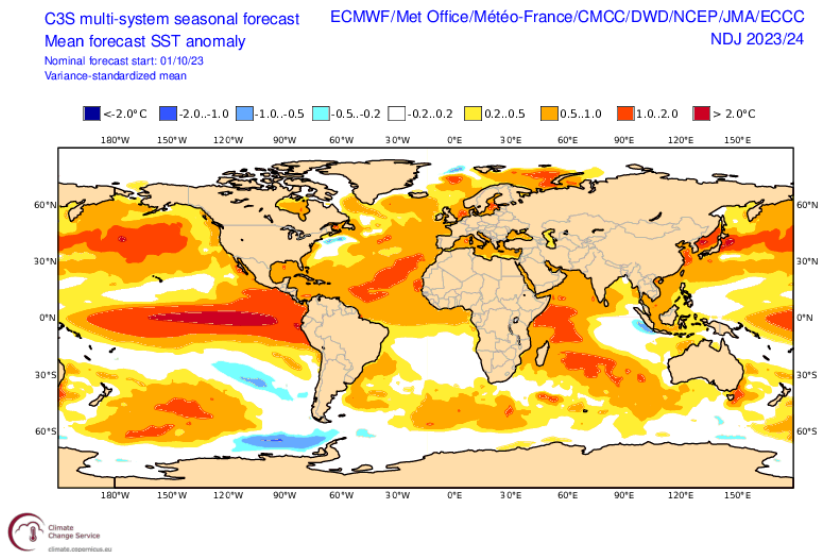 C3S multi-system seasonal forecast
ECMWF/Met Office/Météo-France/CMCC/DWD/NCEP/JMA/ECCC
Mean forecast SST anomaly
NDJ 2023/24
Nominal forecast start: 01/10/23
Variance-standardized mean
<-2.0°C -2.0..-1.0 -1.0..-0.5 -0.5..-0.2 -0.2..0.2 0.2..0.5 0.5..1.0 1.0..2.0 > 2.0°C
180°W 150°W 120°W 90°W 60°W 30°W 0°E 30°E 60°E 90°E 120°E 150°E
60°N 60°N
30°N 30°N
0°N 0°N
30°S 30°S
60°S 60°S
180°W 150°W 120°W 90°W 60°W 30°W 0°E 30°E 60°E 90°E 120°E 150°E
Climate
Change Service
climate.copernicus.eu